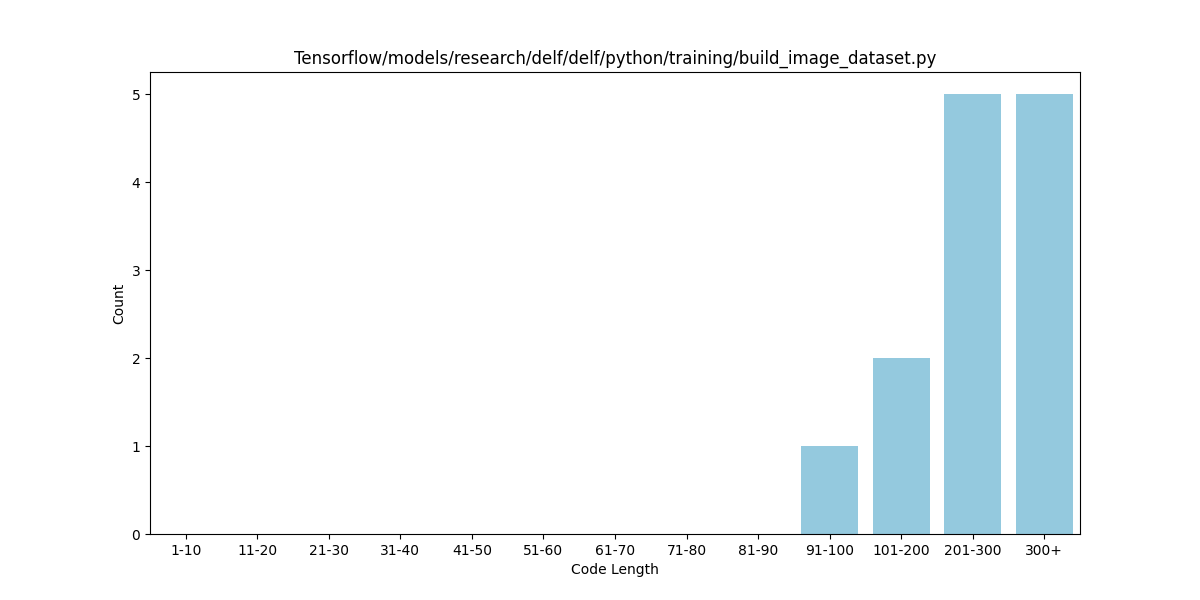 Tensorflow/models/research/delf/delf/python/training/build_image_dataset.py
5
4
3
2
1
0
Count
1-10 11-20 21-30 31-40 41-50 51-60 61-70 71-80 81-90 91-100 101-200 201-300 300+
Code Length